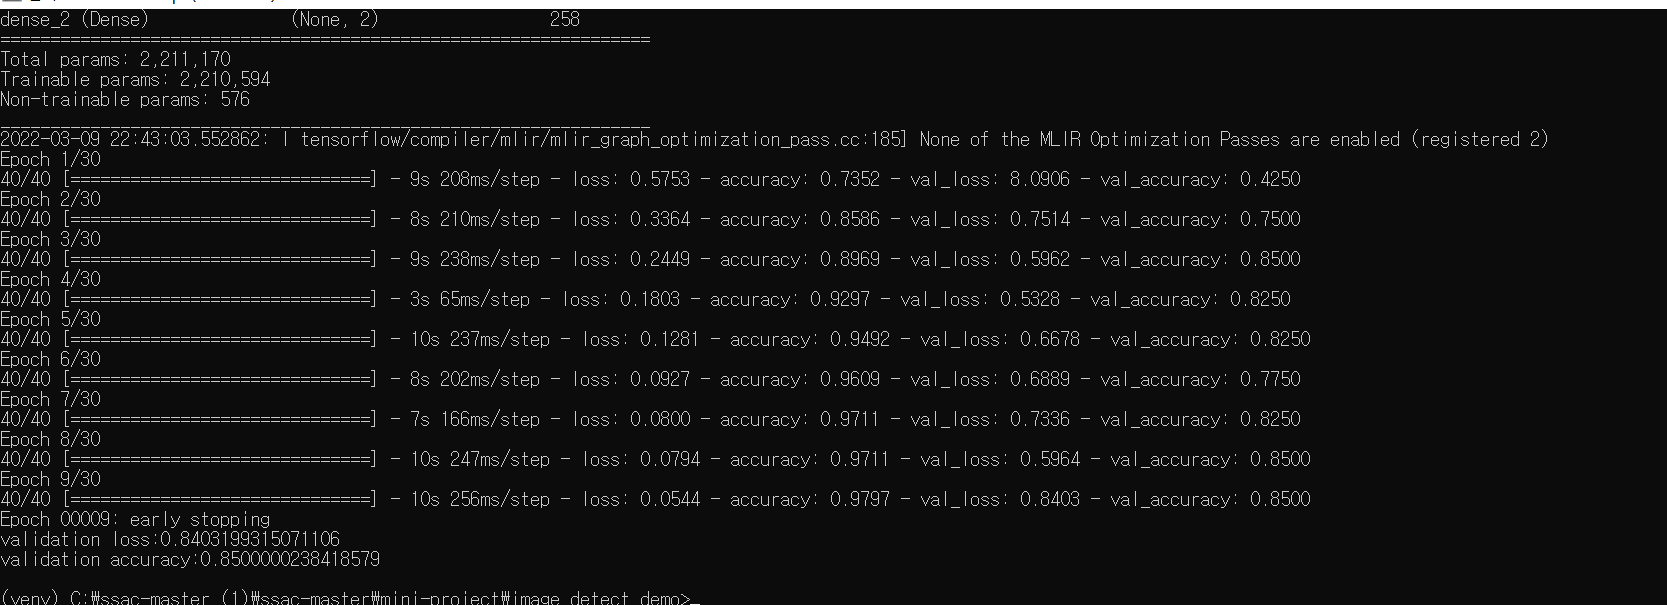 dense_2 (Dense)              (None, 2)                 258
=================================================================
Total params: 2,211,170
Trainable params: 2,210,594
Non-trainable params: 576
_________________________________________________________________
2022-03-09 22:43:03.552862: I tensorflow/compiler/mlir/mlir_graph_optimization_pass.cc:185] None of the MLIR Optimization Passes are enabled (registered 2)
Epoch 1/30
40/40 [==============================] - 9s 208ms/step - loss: 0.5753 - accuracy: 0.7352 - val_loss: 8.0906 - val_accuracy: 0.4250
Epoch 2/30
40/40 [==============================] - 8s 210ms/step - loss: 0.3364 - accuracy: 0.8586 - val_loss: 0.7514 - val_accuracy: 0.7500
Epoch 3/30
40/40 [==============================] - 9s 238ms/step - loss: 0.2449 - accuracy: 0.8969 - val_loss: 0.5962 - val_accuracy: 0.8500
Epoch 4/30
40/40 [==============================] - 3s 65ms/step - loss: 0.1803 - accuracy: 0.9297 - val_loss: 0.5328 - val_accuracy: 0.8250
Epoch 5/30
40/40 [==============================] - 10s 237ms/step - loss: 0.1281 - accuracy: 0.9492 - val_loss: 0.6678 - val_accuracy: 0.8250
Epoch 6/30
40/40 [==============================] - 8s 202ms/step - loss: 0.0927 - accuracy: 0.9609 - val_loss: 0.6889 - val_accuracy: 0.7750
Epoch 7/30
40/40 [==============================] - 7s 166ms/step - loss: 0.0800 - accuracy: 0.9711 - val_loss: 0.7336 - val_accuracy: 0.8250
Epoch 8/30
40/40 [==============================] - 10s 247ms/step - loss: 0.0794 - accuracy: 0.9711 - val_loss: 0.5964 - val_accuracy: 0.8500
Epoch 9/30
40/40 [==============================] - 10s 256ms/step - loss: 0.0544 - accuracy: 0.9797 - val_loss: 0.8403 - val_accuracy: 0.8500
Epoch 00009: early stopping
validation loss:0.8403199315071106
validation accuracy:0.8500000238418579
(venv) C:₩ssac-master (1)₩ssac-master₩mini-project₩image_detect_demo>_